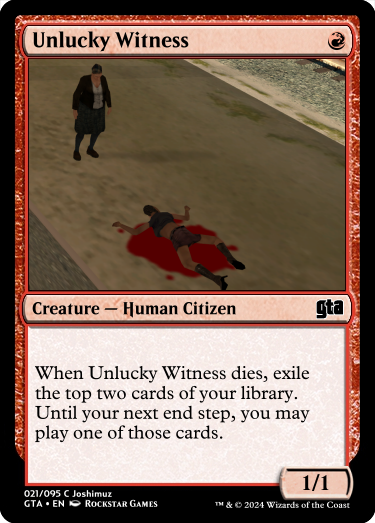 Unlucky Witness
Creature — Human Citizen
gta
When Unlucky Witness dies, exile
the top two cards of your library.
Until your next end step, you may
play one of those cards.
1/1
021/095 C Joshimuz
GTA • EN Rockstar Games
™ & © 2024 Wizards of the Coast